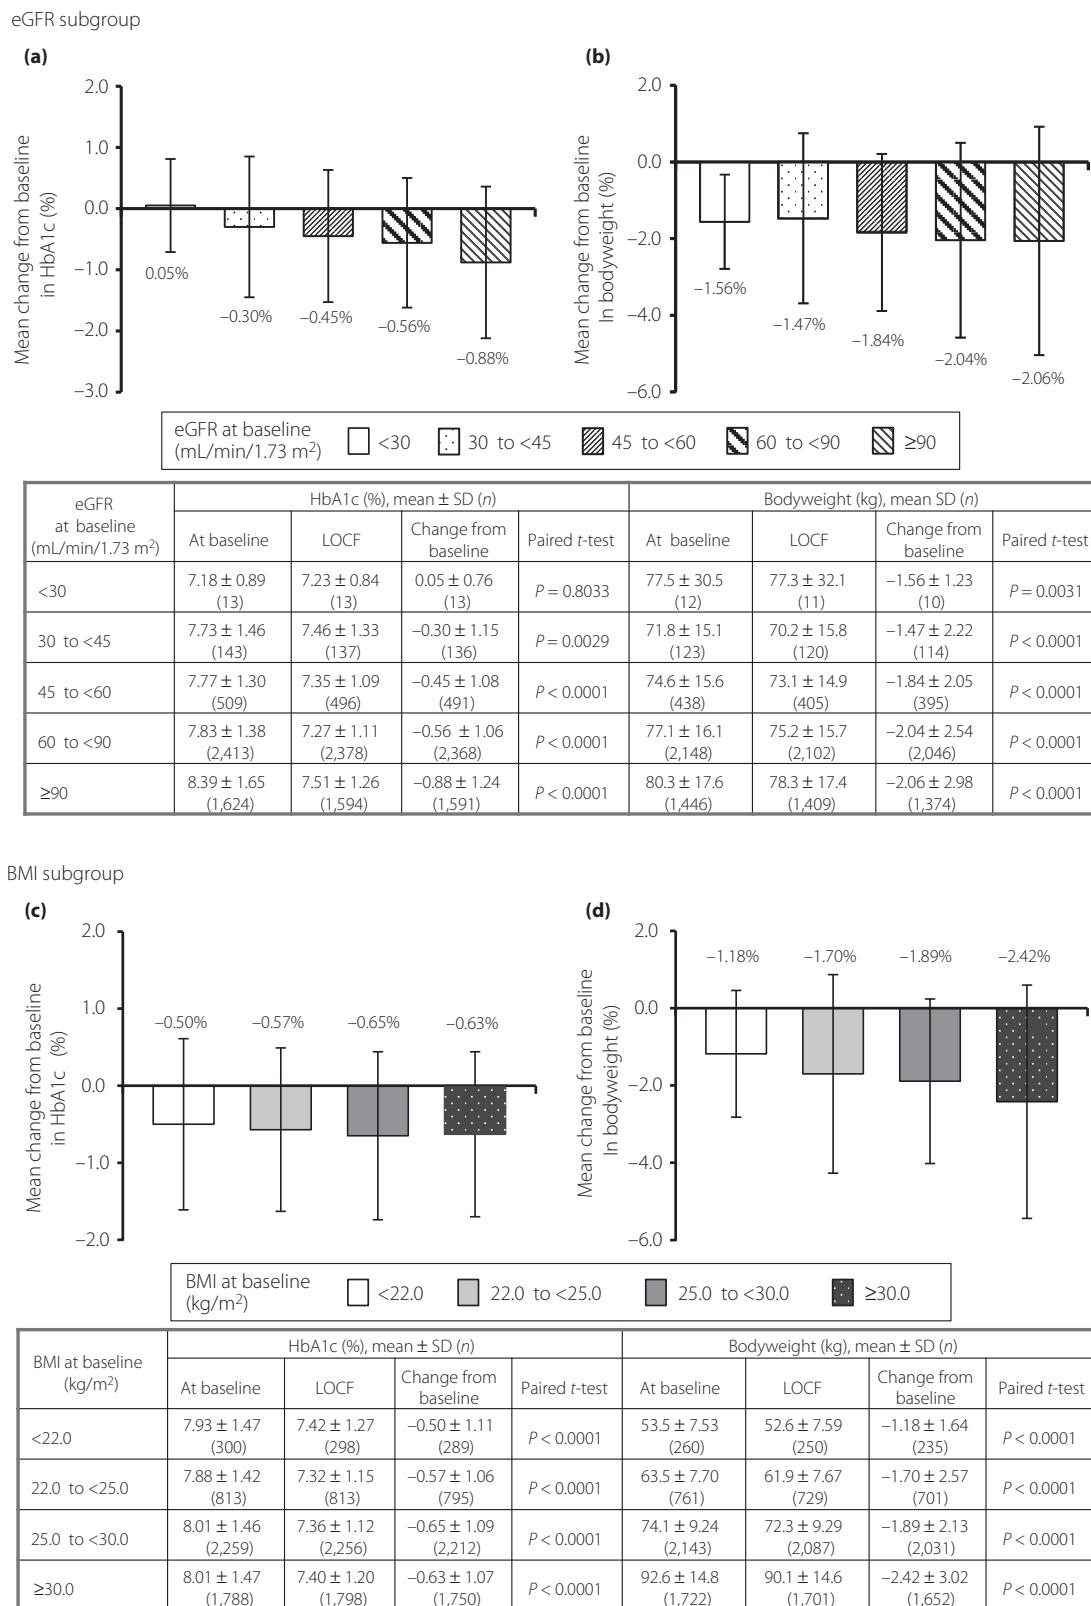 eGFR subgroup
(a)
2.0
1.0
0.0
−1.0
−2.0
−3.0
Mean change from baseline
in HbA1c (%)
0.05%
−0.30%
−0.45%
−0.56%
−0.88%
(b)
2.0
0.0
−2.0
−4.0
−6.0
Mean change from baseline
In bodyweight (%)
−1.56%
−1.47%
−1.84%
−2.04%
−2.06%
eGFR at baseline
(mL/min/1.73 m²)
<30
30 to <45
45 to <60
60 to <90
≥90
eGFR
at baseline
(mL/min/1.73 m²)
HbA1c (%), mean ± SD (n)
Bodyweight (kg), mean SD (n)
At baseline
LOCF
Change from
baseline
Paired t-test
At baseline
LOCF
Change from
baseline
Paired t-test
<30
7.18 ± 0.89
(13)
7.23 ± 0.84
(13)
0.05 ± 0.76
(13)
P = 0.8033
77.5 ± 30.5
(12)
77.3 ± 32.1
(11)
−1.56 ± 1.23
(10)
P = 0.0031
30 to <45
7.73 ± 1.46
(143)
7.46 ± 1.33
(137)
−0.30 ± 1.15
(136)
P = 0.0029
71.8 ± 15.1
(123)
70.2 ± 15.8
(120)
−1.47 ± 2.22
(114)
P < 0.0001
45 to <60
7.77 ± 1.30
(509)
7.35 ± 1.09
(496)
−0.45 ± 1.08
(491)
P < 0.0001
74.6 ± 15.6
(438)
73.1 ± 14.9
(405)
−1.84 ± 2.05
(395)
P < 0.0001
60 to <90
7.83 ± 1.38
(2,413)
7.27 ± 1.11
(2,378)
−0.56 ± 1.06
(2,368)
P < 0.0001
77.1 ± 16.1
(2,148)
75.2 ± 15.7
(2,102)
−2.04 ± 2.54
(2,046)
P < 0.0001
≥90
8.39 ± 1.65
(1,624)
7.51 ± 1.26
(1,594)
−0.88 ± 1.24
(1,591)
P < 0.0001
80.3 ± 17.6
(1,446)
78.3 ± 17.4
(1,409)
−2.06 ± 2.98
(1,374)
P < 0.0001
BMI subgroup
(c)
2.0
1.0
0.0
−1.0
−2.0
Mean change from baseline
in HbA1c (%)
−0.50%
−0.57%
−0.65%
−0.63%
(d)
2.0
0.0
−2.0
−4.0
−6.0
Mean change from baseline
In bodyweight (%)
−1.18%
−1.70%
−1.89%
−2.42%
BMI at baseline
(kg/m²)
<22.0
22.0 to <25.0
25.0 to <30.0
≥30.0
BMI at baseline
(kg/m²)
HbA1c (%), mean ± SD (n)
Bodyweight (kg), mean ± SD (n)
At baseline
LOCF
Change from
baseline
Paired t-test
At baseline
LOCF
Change from
baseline
Paired t-test
<22.0
7.93 ± 1.47
(300)
7.42 ± 1.27
(298)
−0.50 ± 1.11
(289)
P < 0.0001
53.5 ± 7.53
(260)
52.6 ± 7.59
(250)
−1.18 ± 1.64
(235)
P < 0.0001
22.0 to <25.0
7.88 ± 1.42
(813)
7.32 ± 1.15
(813)
−0.57 ± 1.06
(795)
P < 0.0001
63.5 ± 7.70
(761)
61.9 ± 7.67
(729)
−1.70 ± 2.57
(701)
P < 0.0001
25.0 to <30.0
8.01 ± 1.46
(2,259)
7.36 ± 1.12
(2,256)
−0.65 ± 1.09
(2,212)
P < 0.0001
74.1 ± 9.24
(2,143)
72.3 ± 9.29
(2,087)
−1.89 ± 2.13
(2,031)
P < 0.0001
≥30.0
8.01 ± 1.47
(1,788)
7.40 ± 1.20
(1,798)
−0.63 ± 1.07
(1,750)
P < 0.0001
92.6 ± 14.8
(1,722)
90.1 ± 14.6
(1,701)
−2.42 ± 3.02
(1,652)
P < 0.0001